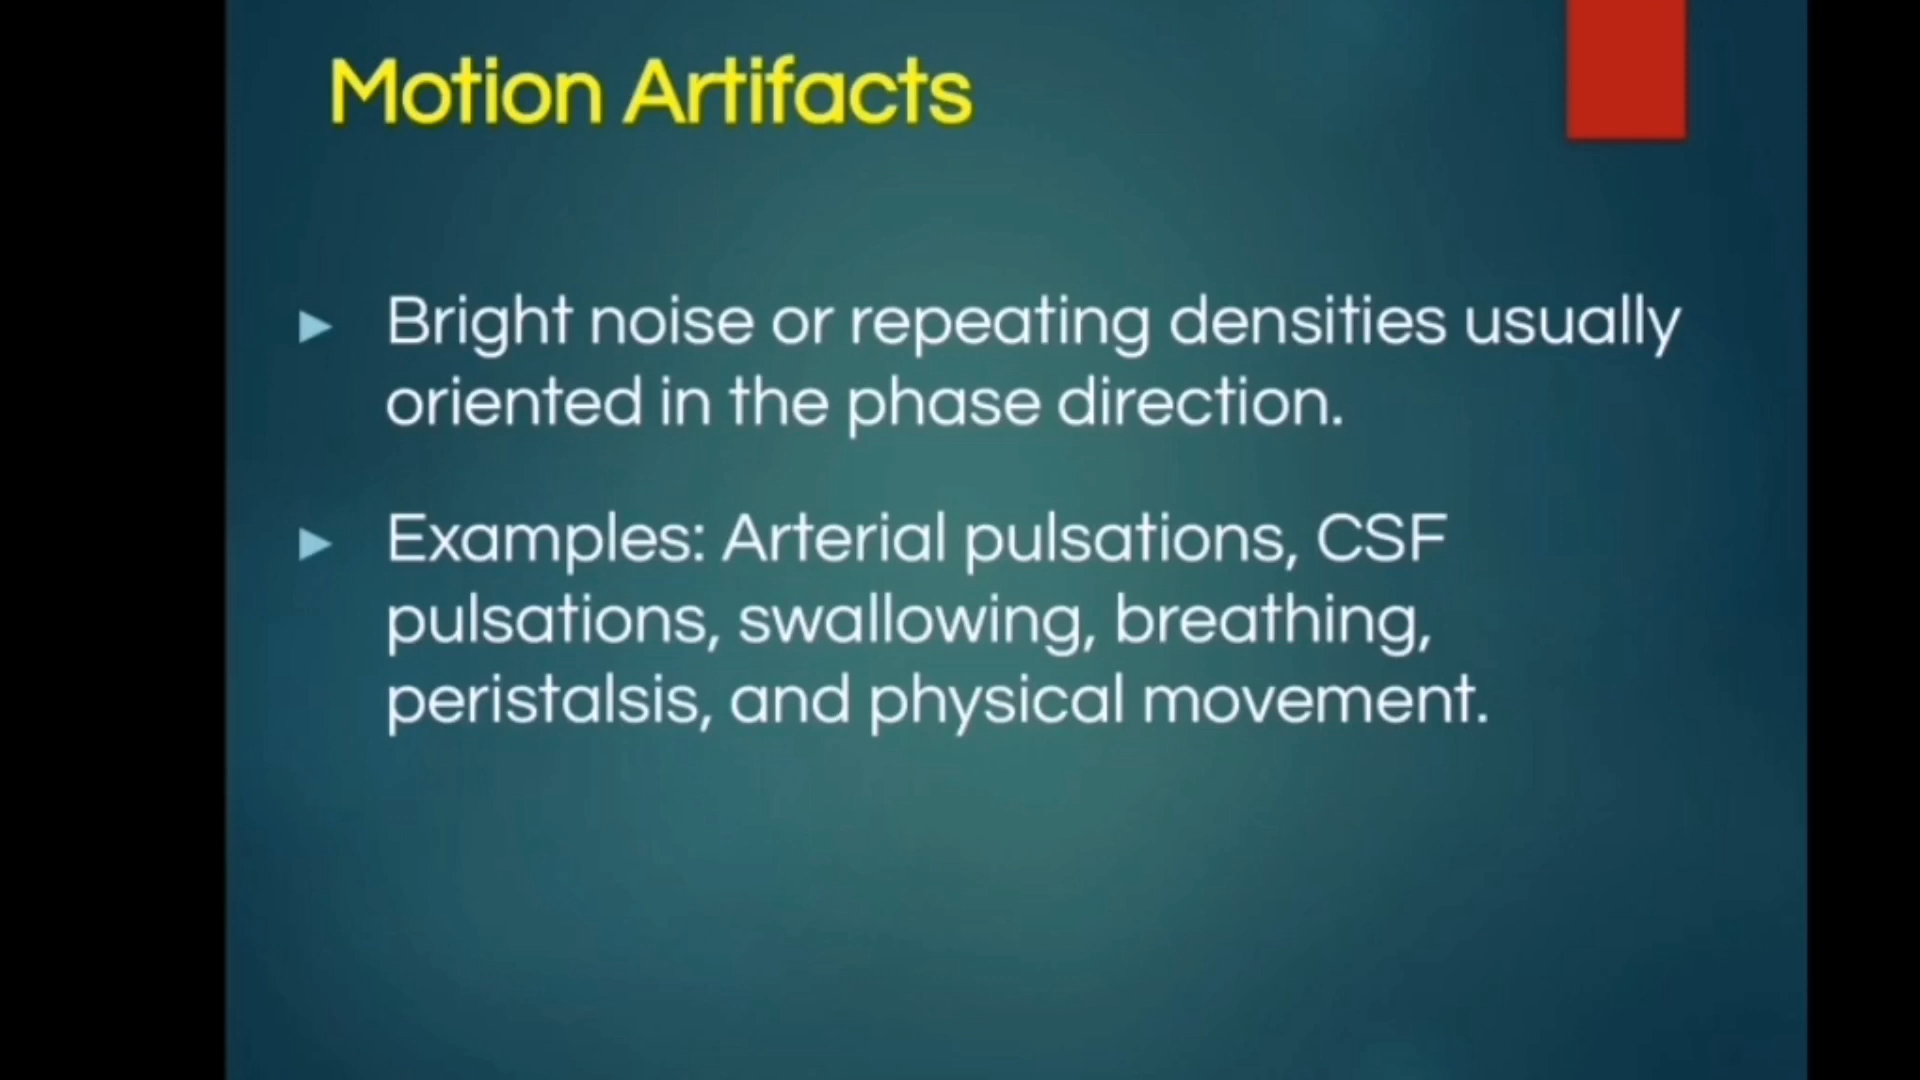 Motion Artifacts
Bright noise or repeating densities usually
oriented in the phase direction.
Examples: Arterial pulsations, CSF
pulsations, swallowing, breathing,
peristalsis, and physical movement.